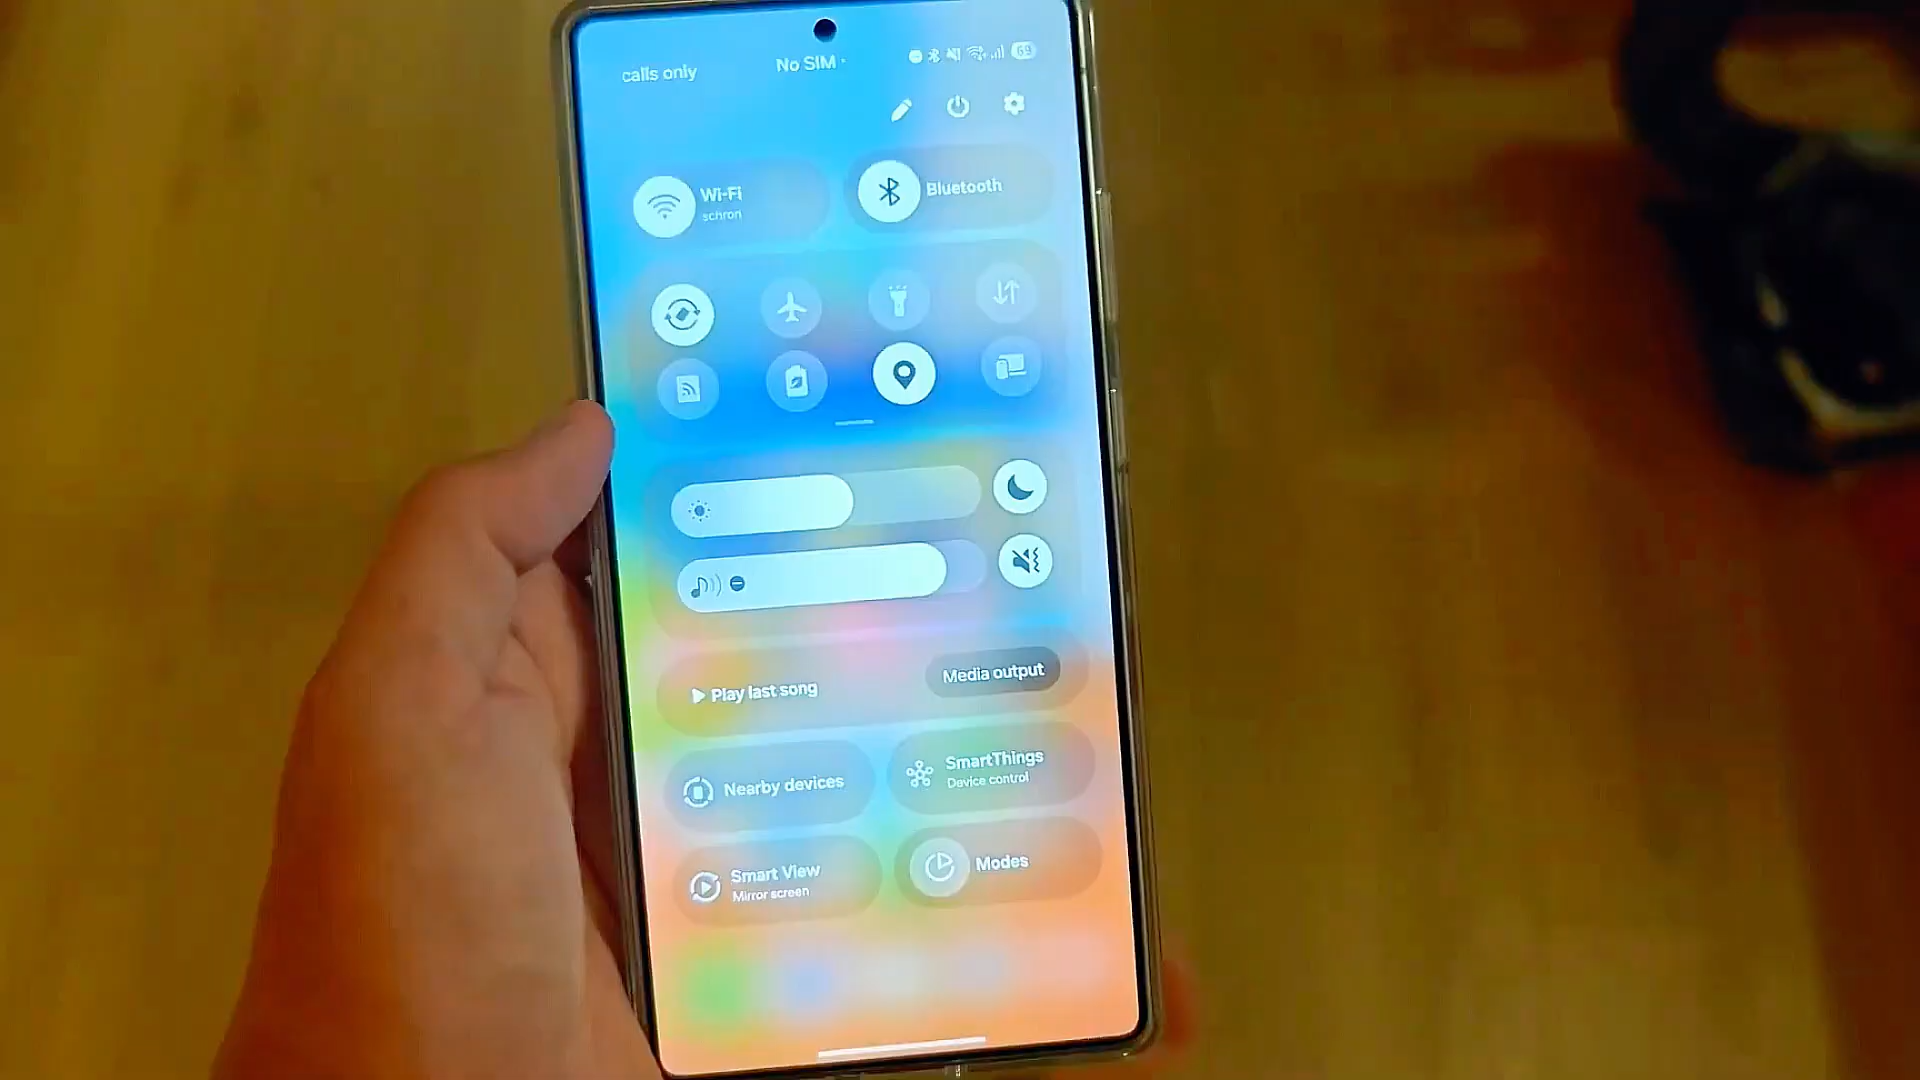 calls only
No SIM
69
Wi-Fi
schron
Bluetooth
Play last song
Media output
Nearby devices
SmartThings
Device control
Smart View
Mirror screen
Modes